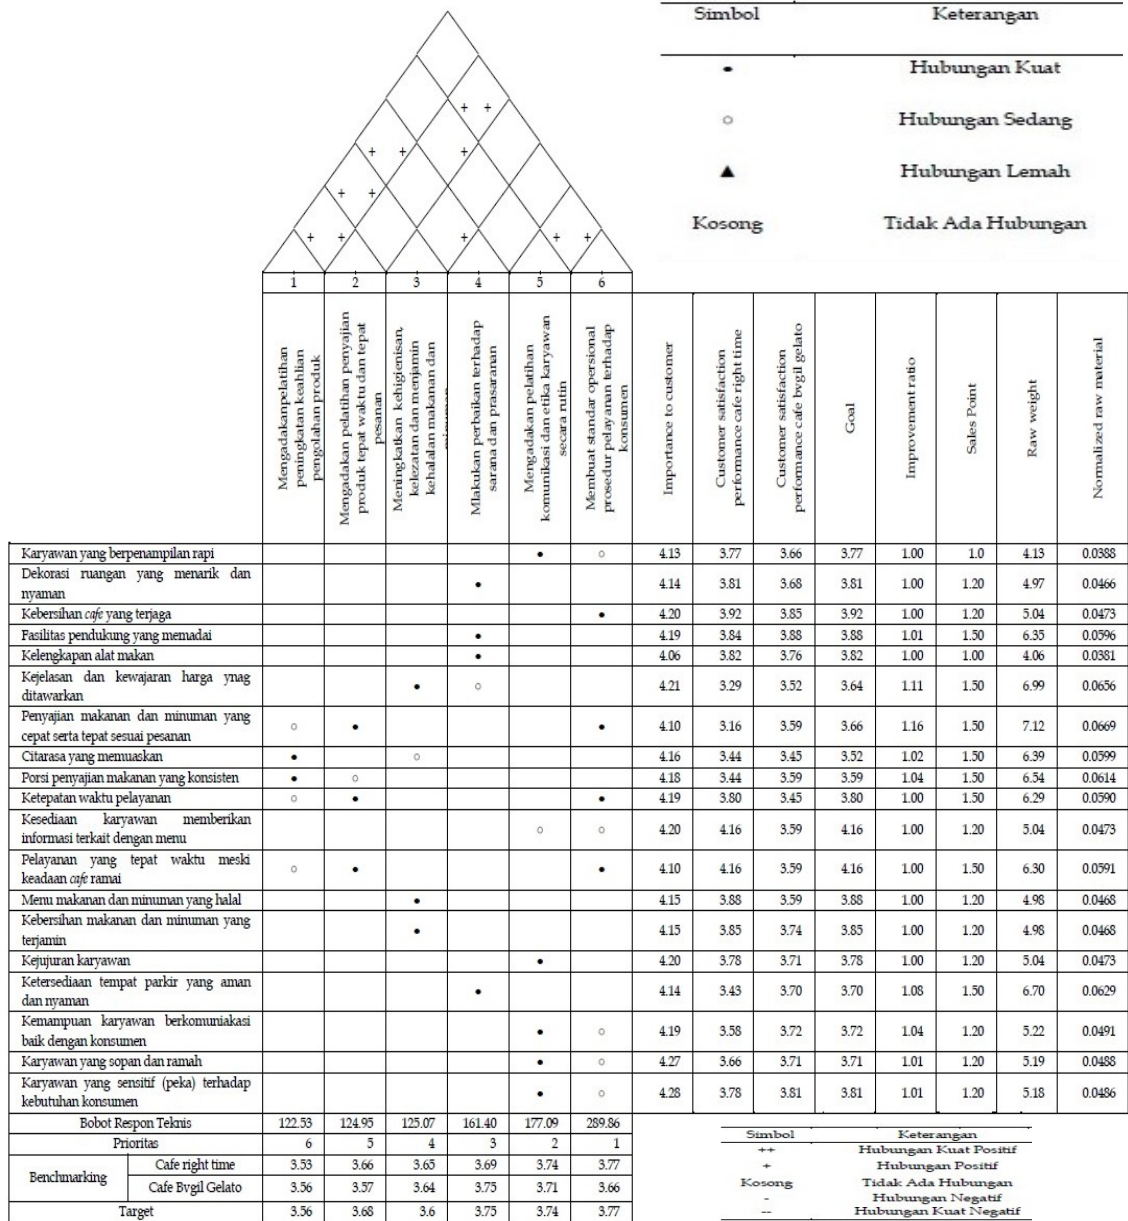 Simbol Keterangan
• Hubungan Kuat
○ Hubungan Sedang
▲ Hubungan Lemah
Kosong Tidak Ada Hubungan
+ +
+ + +
+ +
+ + + + +
1 2 3 4 5 6
Mengadakanpelatihan
peningkatan keahlian
pengolahan produk
Mengadakan pelatihan penyajian
produk tepat waktu dan tepat
pesanan
Meningkatkan kehigienisan,
kelezatan dan menjamin
kehalalan makanan dan
Mlakukan perbaikan terhadap
sarana dan prasaranan
Mengadakan pelatihan
komunikasi dan etika karyawan
secara rutin
Membuat standar opersional
prosedur pelayanan terhadap
konsumen
Importance to customer
Customer satisfaction
performance cafe right time
Customer satisfaction
performance cafe bvgil gelato
Goal
Improvement ratio
Sales Point
Raw weight
Normalized raw material
Karyawan yang berpenampilan rapi • ○ 4.13 3.77 3.66 3.77 1.00 1.0 4.13 0.0388
Dekorasi ruangan yang menarik dan
nyaman • 4.14 3.81 3.68 3.81 1.00 1.20 4.97 0.0466
Kebersihan cafe yang terjaga • 4.20 3.92 3.85 3.92 1.00 1.20 5.04 0.0473
Fasilitas pendukung yang memadai • 4.19 3.84 3.88 3.88 1.01 1.50 6.35 0.0596
Kelengkapan alat makan • 4.06 3.82 3.76 3.82 1.00 1.00 4.06 0.0381
Kejelasan dan kewajaran harga ynag
ditawarkan • ○ 4.21 3.29 3.52 3.64 1.11 1.50 6.99 0.0656
Penyajian makanan dan minuman yang
cepat serta tepat sesuai pesanan ○ • • 4.10 3.16 3.59 3.66 1.16 1.50 7.12 0.0669
Citarasa yang memuaskan • ○ 4.16 3.44 3.45 3.52 1.02 1.50 6.39 0.0599
Porsi penyajian makanan yang konsisten • ○ 4.18 3.44 3.59 3.59 1.04 1.50 6.54 0.0614
Ketepatan waktu pelayanan ○ • • 4.19 3.80 3.45 3.80 1.00 1.50 6.29 0.0590
Kesediaan karyawan memberikan
informasi terkait dengan menu ○ ○ 4.20 4.16 3.59 4.16 1.00 1.20 5.04 0.0473
Pelayanan yang tepat waktu meski
keadaan cafe ramai ○ • • 4.10 4.16 3.59 4.16 1.00 1.50 6.30 0.0591
Menu makanan dan minuman yang halal • 4.15 3.88 3.59 3.88 1.00 1.20 4.98 0.0468
Kebersihan makanan dan minuman yang
terjamin • 4.15 3.85 3.74 3.85 1.00 1.20 4.98 0.0468
Kejujuran karyawan • 4.20 3.78 3.71 3.78 1.00 1.20 5.04 0.0473
Ketersediaan tempat parkir yang aman
dan nyaman • 4.14 3.43 3.70 3.70 1.08 1.50 6.70 0.0629
Kemampuan karyawan berkomuniakasi
baik dengan konsumen • ○ 4.19 3.58 3.72 3.72 1.04 1.20 5.22 0.0491
Karyawan yang sopan dan ramah • ○ 4.27 3.66 3.71 3.71 1.01 1.20 5.19 0.0488
Karyawan yang sensitif (peka) terhadap
kebutuhan konsumen • ○ 4.28 3.78 3.81 3.81 1.01 1.20 5.18 0.0486
Bobot Respon Teknis 122.53 124.95 125.07 161.40 177.09 289.86
Prioritas 6 5 4 3 2 1
Benchmarking
Cafe right time 3.53 3.66 3.65 3.69 3.74 3.77
Cafe Bvgil Gelato 3.56 3.57 3.64 3.75 3.71 3.66
Target 3.56 3.68 3.6 3.75 3.74 3.77
Simbol Keterangan
++ Hubungan Kuat Positif
+ Hubungan Positif
Kosong Tidak Ada Hubungan
- Hubungan Negatif
-- Hubungan Kuat Negatif